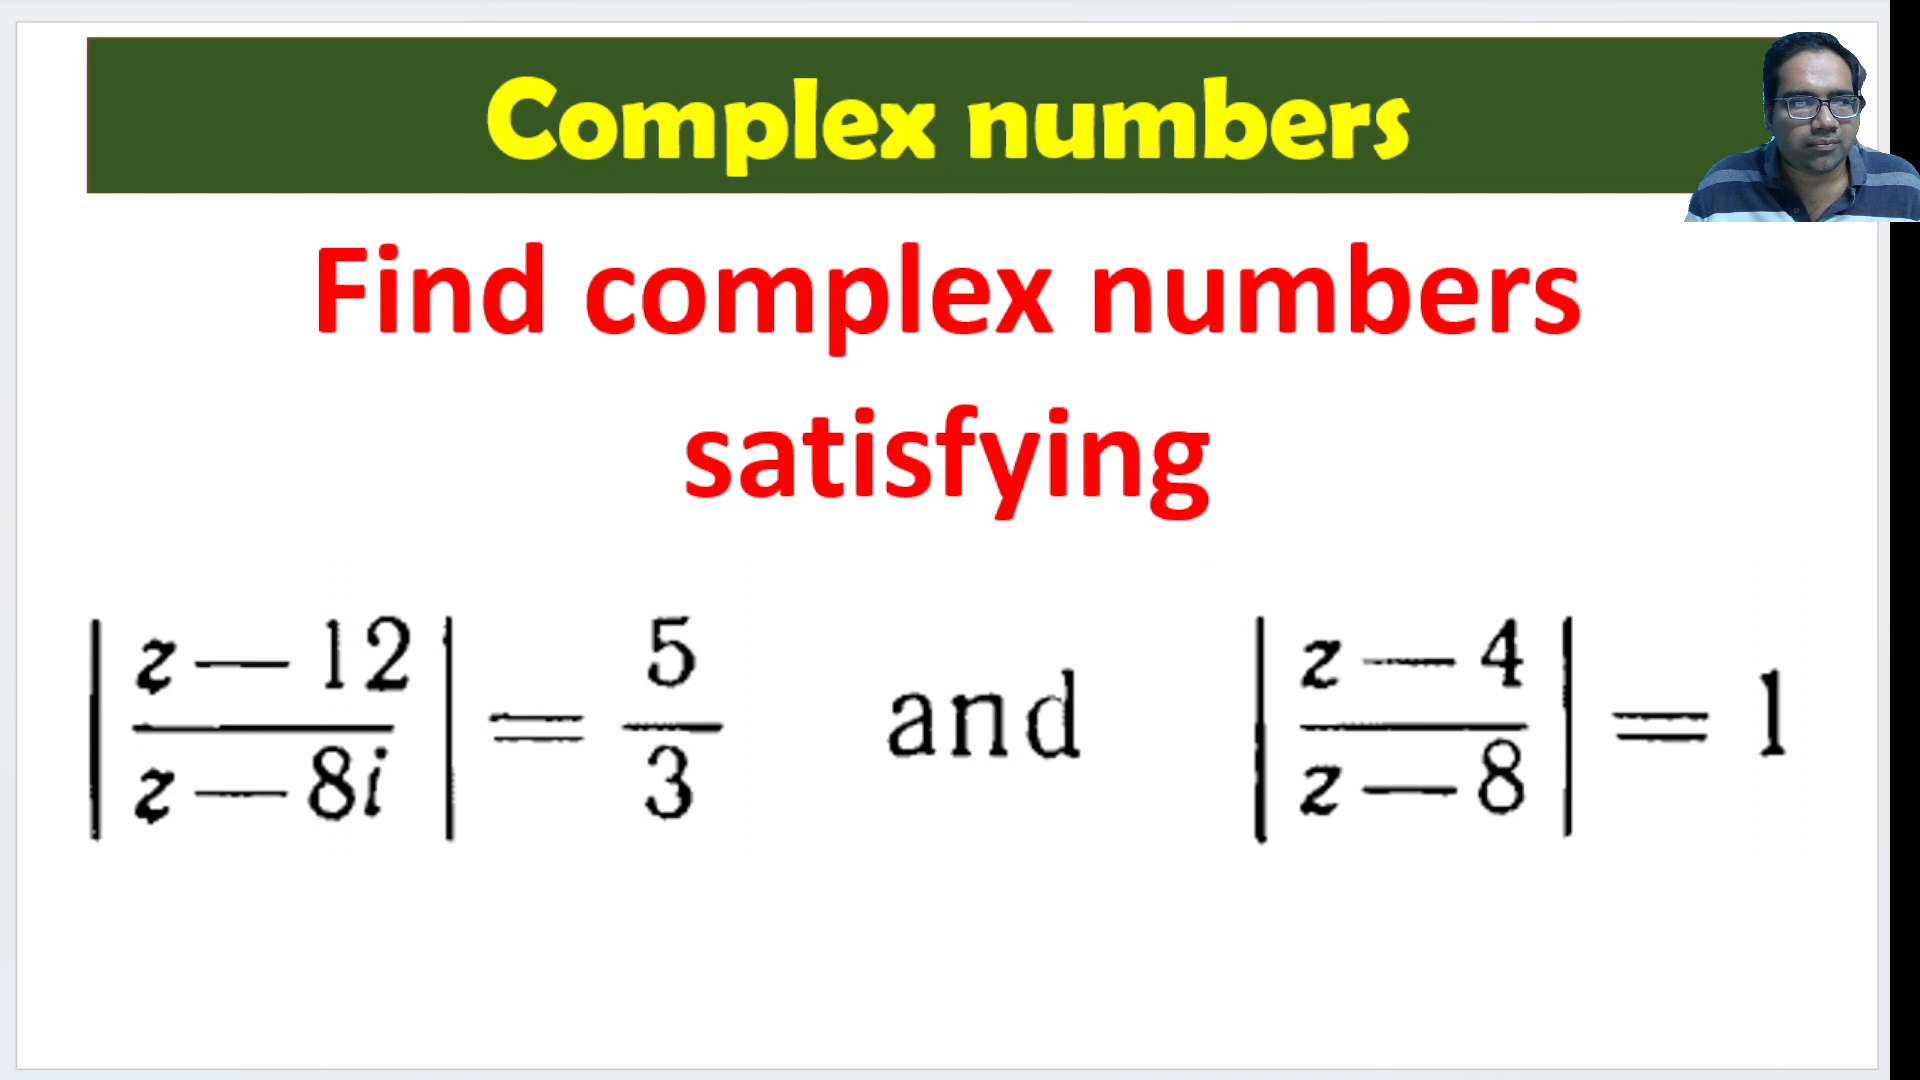 Complex numbers
Find complex numbers
satisfying
|z — 12 / z — 8i| = 5/3 and |z — 4 / z — 8| = 1